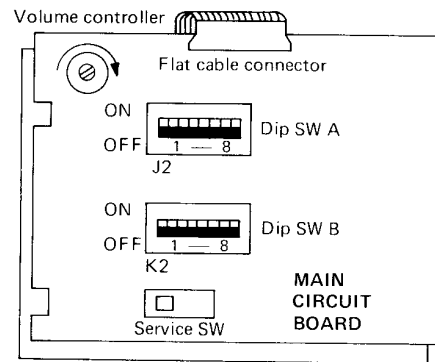 Volume controller
Flat cable connector
ON
OFF
1 — 8
Dip SW A
J2
ON
OFF
1 — 8
Dip SW B
K2
Service SW
MAIN
CIRCUIT
BOARD